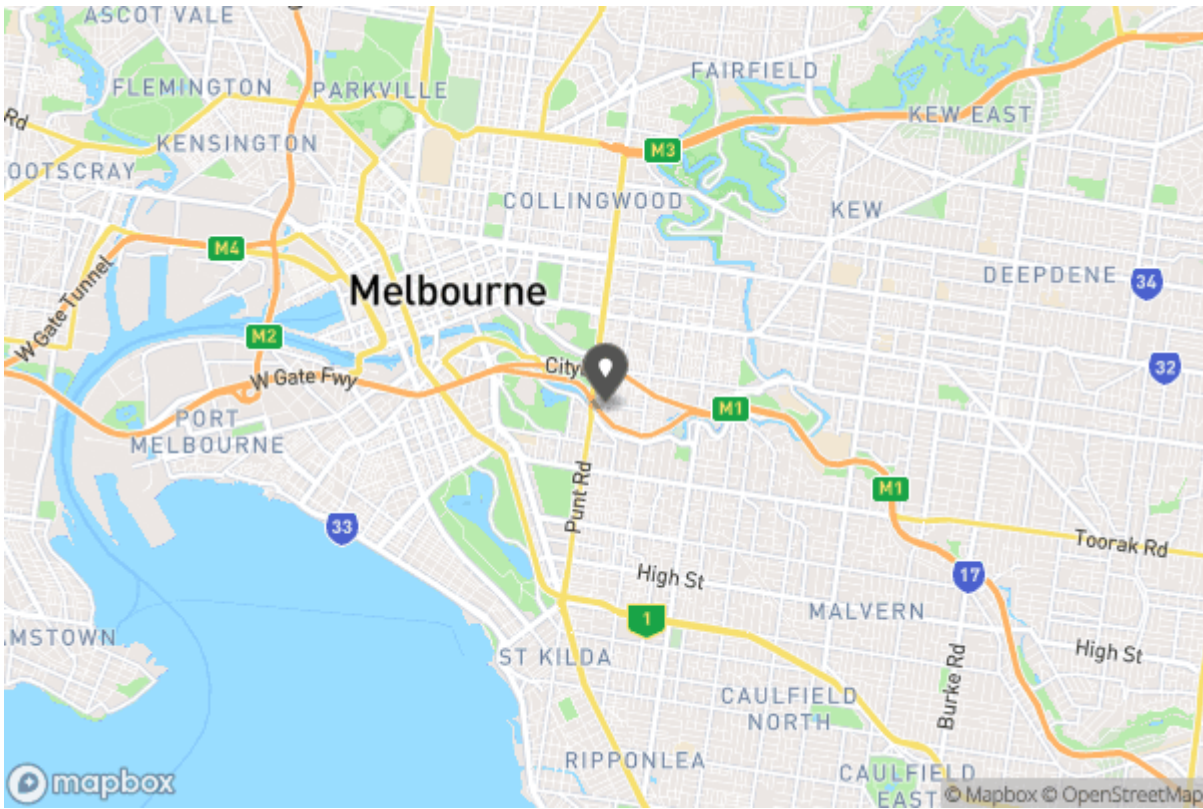 ASCOT VALE
FAIRFIELD
FLEMINGTON
PARKVILLE
KEW EAST
Rd
KENSINGTON
M3
OOTSCRAY
COLLINGWOOD
KEW
M4
DEEPDENE
34
W Gate Tunnel
Melbourne
M2
City
32
W Gate Fwy
M1
PORT
MELBOURNE
Punt Rd
M1
33
Toorak Rd
High St
17
MALVERN
1
AMSTOWN
ST KILDA
High St
Burke Rd
CAULFIELD
NORTH
RIPPONLEA
CAULFIELD
EAST
mapbox
© Mapbox © OpenStreetMap